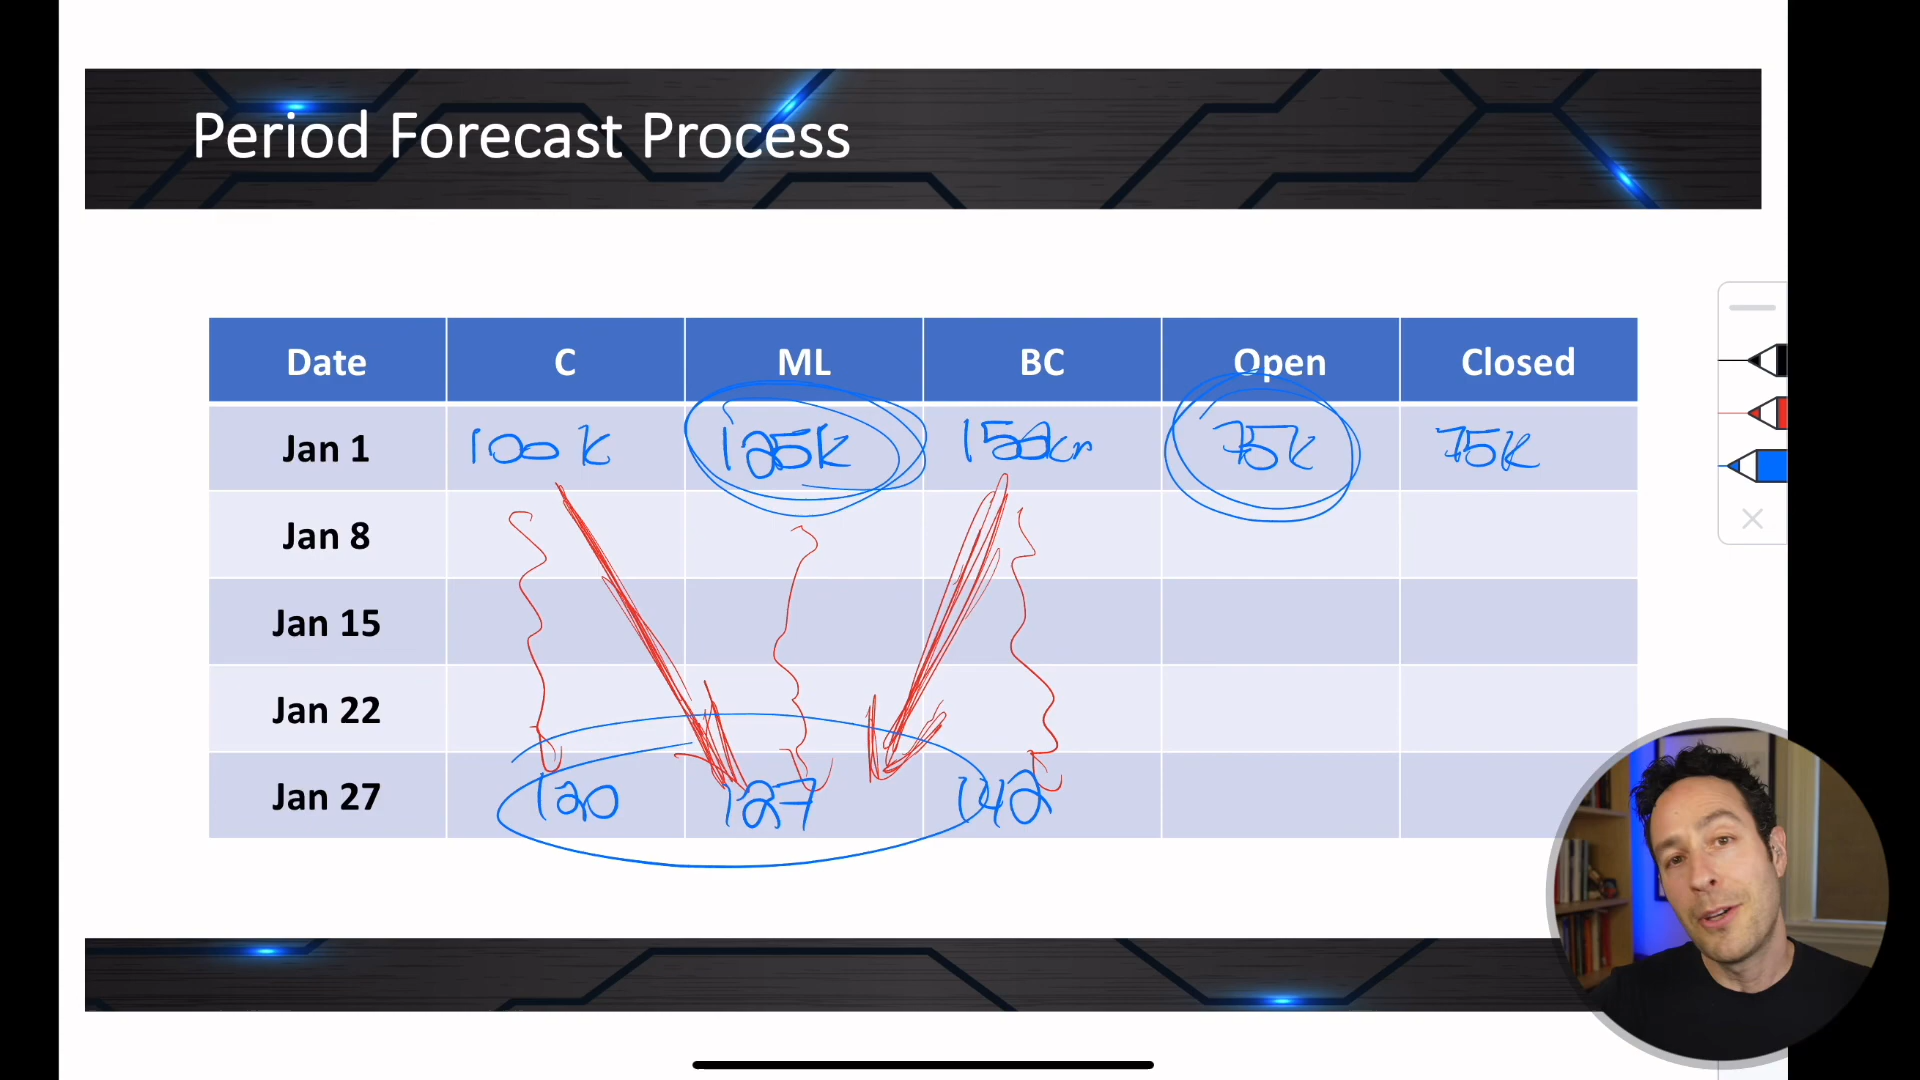 Period Forecast Process
Date C ML BC Open Closed
Jan 1 100k 125k 75k 75k
Jan 8
Jan 15
Jan 22
Jan 27 120 127 142